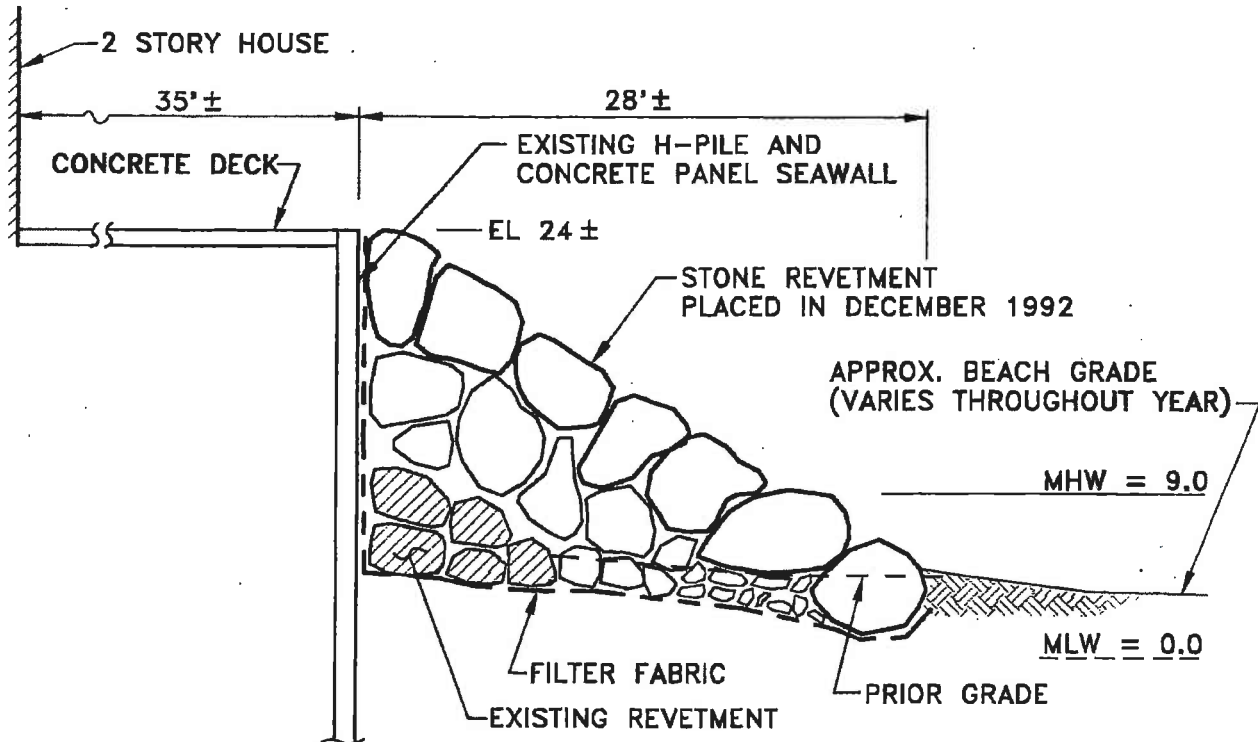 2 STORY HOUSE
35'±
28'±
CONCRETE DECK
EXISTING H-PILE AND
CONCRETE PANEL SEAWALL
EL 24±
STONE REVETMENT
PLACED IN DECEMBER 1992
APPROX. BEACH GRADE
(VARIES THROUGHOUT YEAR)
MHW = 9.0
MLW = 0.0
FILTER FABRIC
PRIOR GRADE
EXISTING REVETMENT